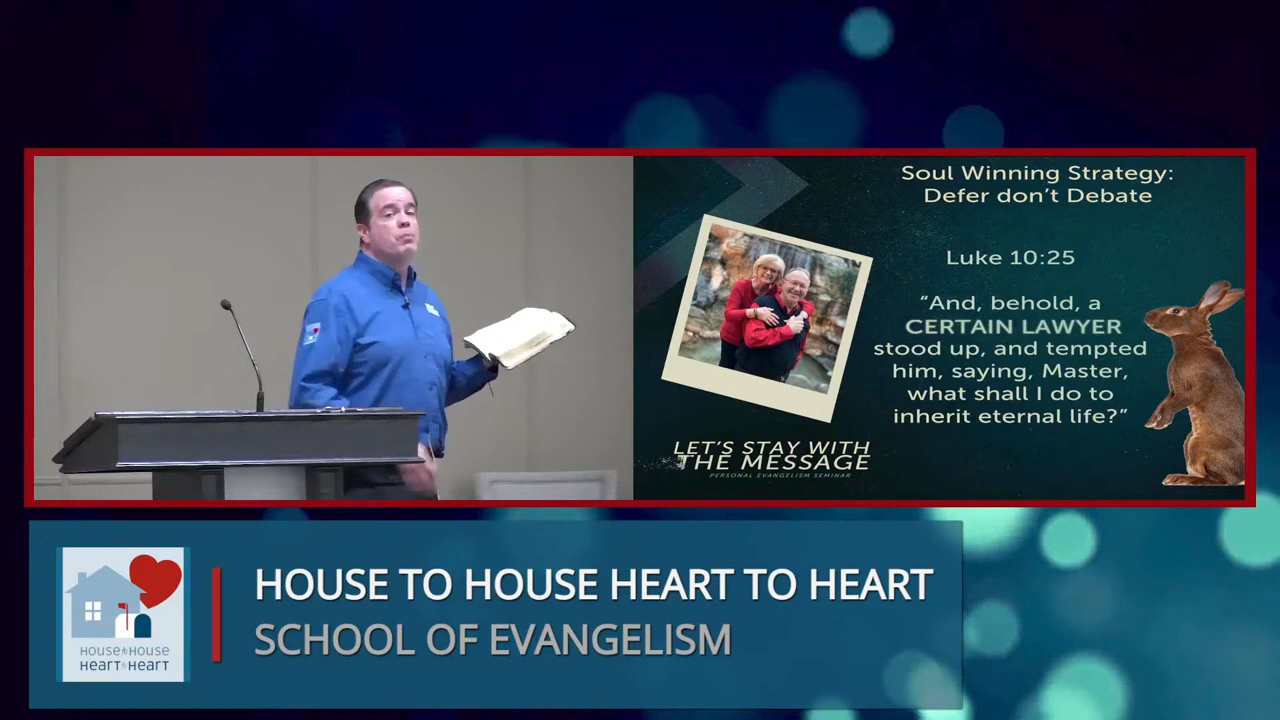 Soul Winning Strategy:
Defer don't Debate
Luke 10:25
"And, behold, a
CERTAIN LAWYER
stood up, and tempted
him, saying, Master,
what shall I do to
inherit eternal life?"
LET'S STAY WITH
THE MESSAGE
PERSONAL EVANGELISM SEMINAR
HOUSE TO HOUSE HEART TO HEART
SCHOOL OF EVANGELISM
HOUSE TO HOUSE
HEART TO HEART